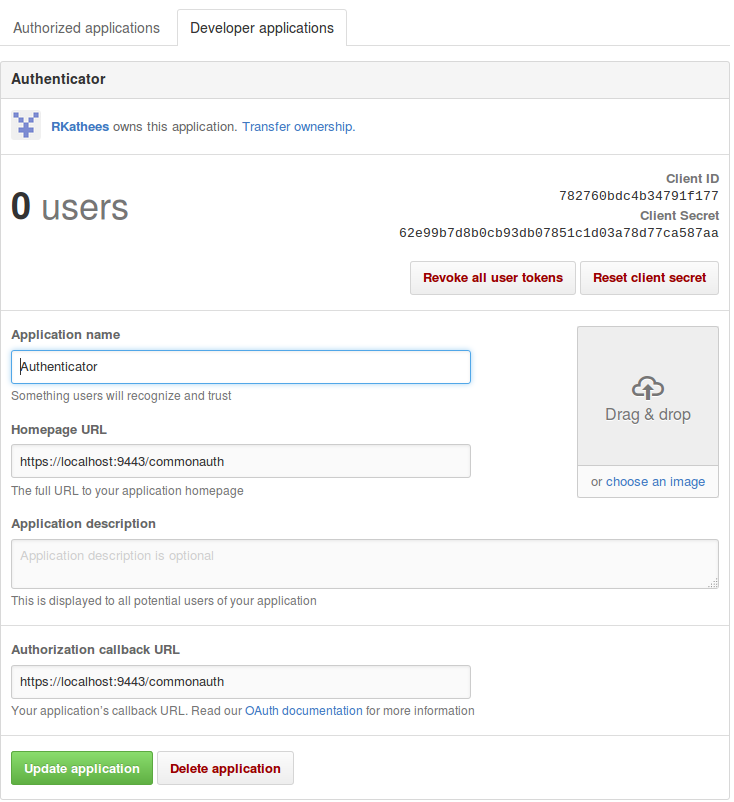 Authorized applications
Developer applications
Authenticator
RKathees owns this application. Transfer ownership.
0 users
Client ID
782760bdc4b34791f177
Client Secret
62e99b7d8b0cb93db07851c1d03a78d77ca587aa
Revoke all user tokens
Reset client secret
Application name
Authenticator
Something users will recognize and trust
Drag & drop
or choose an image
Homepage URL
https://localhost:9443/commonauth
The full URL to your application homepage
Application description
Application description is optional
This is displayed to all potential users of your application
Authorization callback URL
https://localhost:9443/commonauth
Your application's callback URL. Read our OAuth documentation for more information
Update application
Delete application